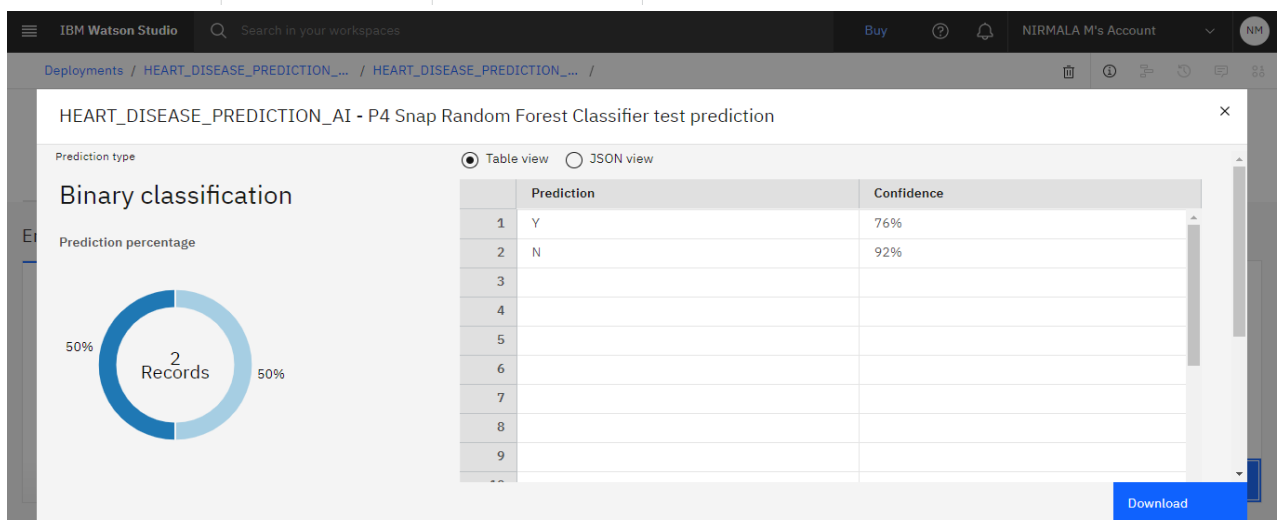 IBM Watson Studio Search in your workspaces Buy NIRMALA M's Account NM
Deployments / HEART_DISEASE_PREDICTION_... / HEART_DISEASE_PREDICTION_... /
HEART_DISEASE_PREDICTION_AI - P4 Snap Random Forest Classifier test prediction
Prediction type
Binary classification
Prediction percentage
50%
2
Records
50%
Table view JSON view
Prediction Confidence
1 Y 76%
2 N 92%
3
4
5
6
7
8
9
Download